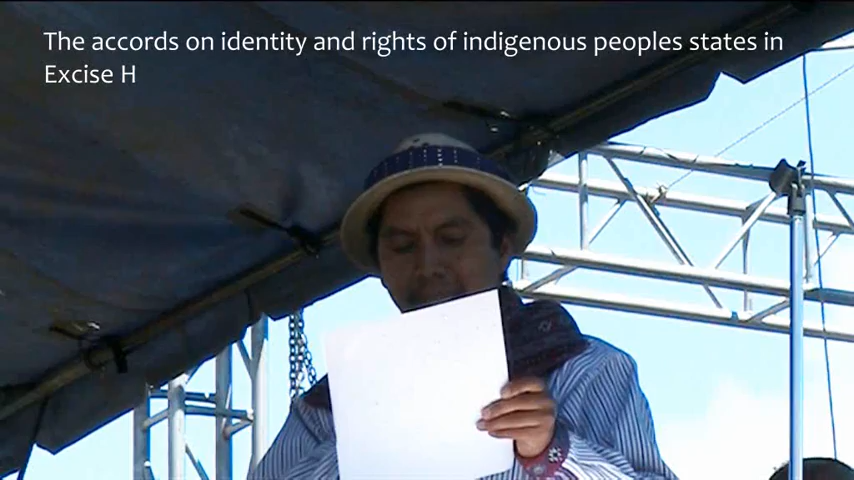 The accords on identity and rights of indigenous peoples states in
Excise H